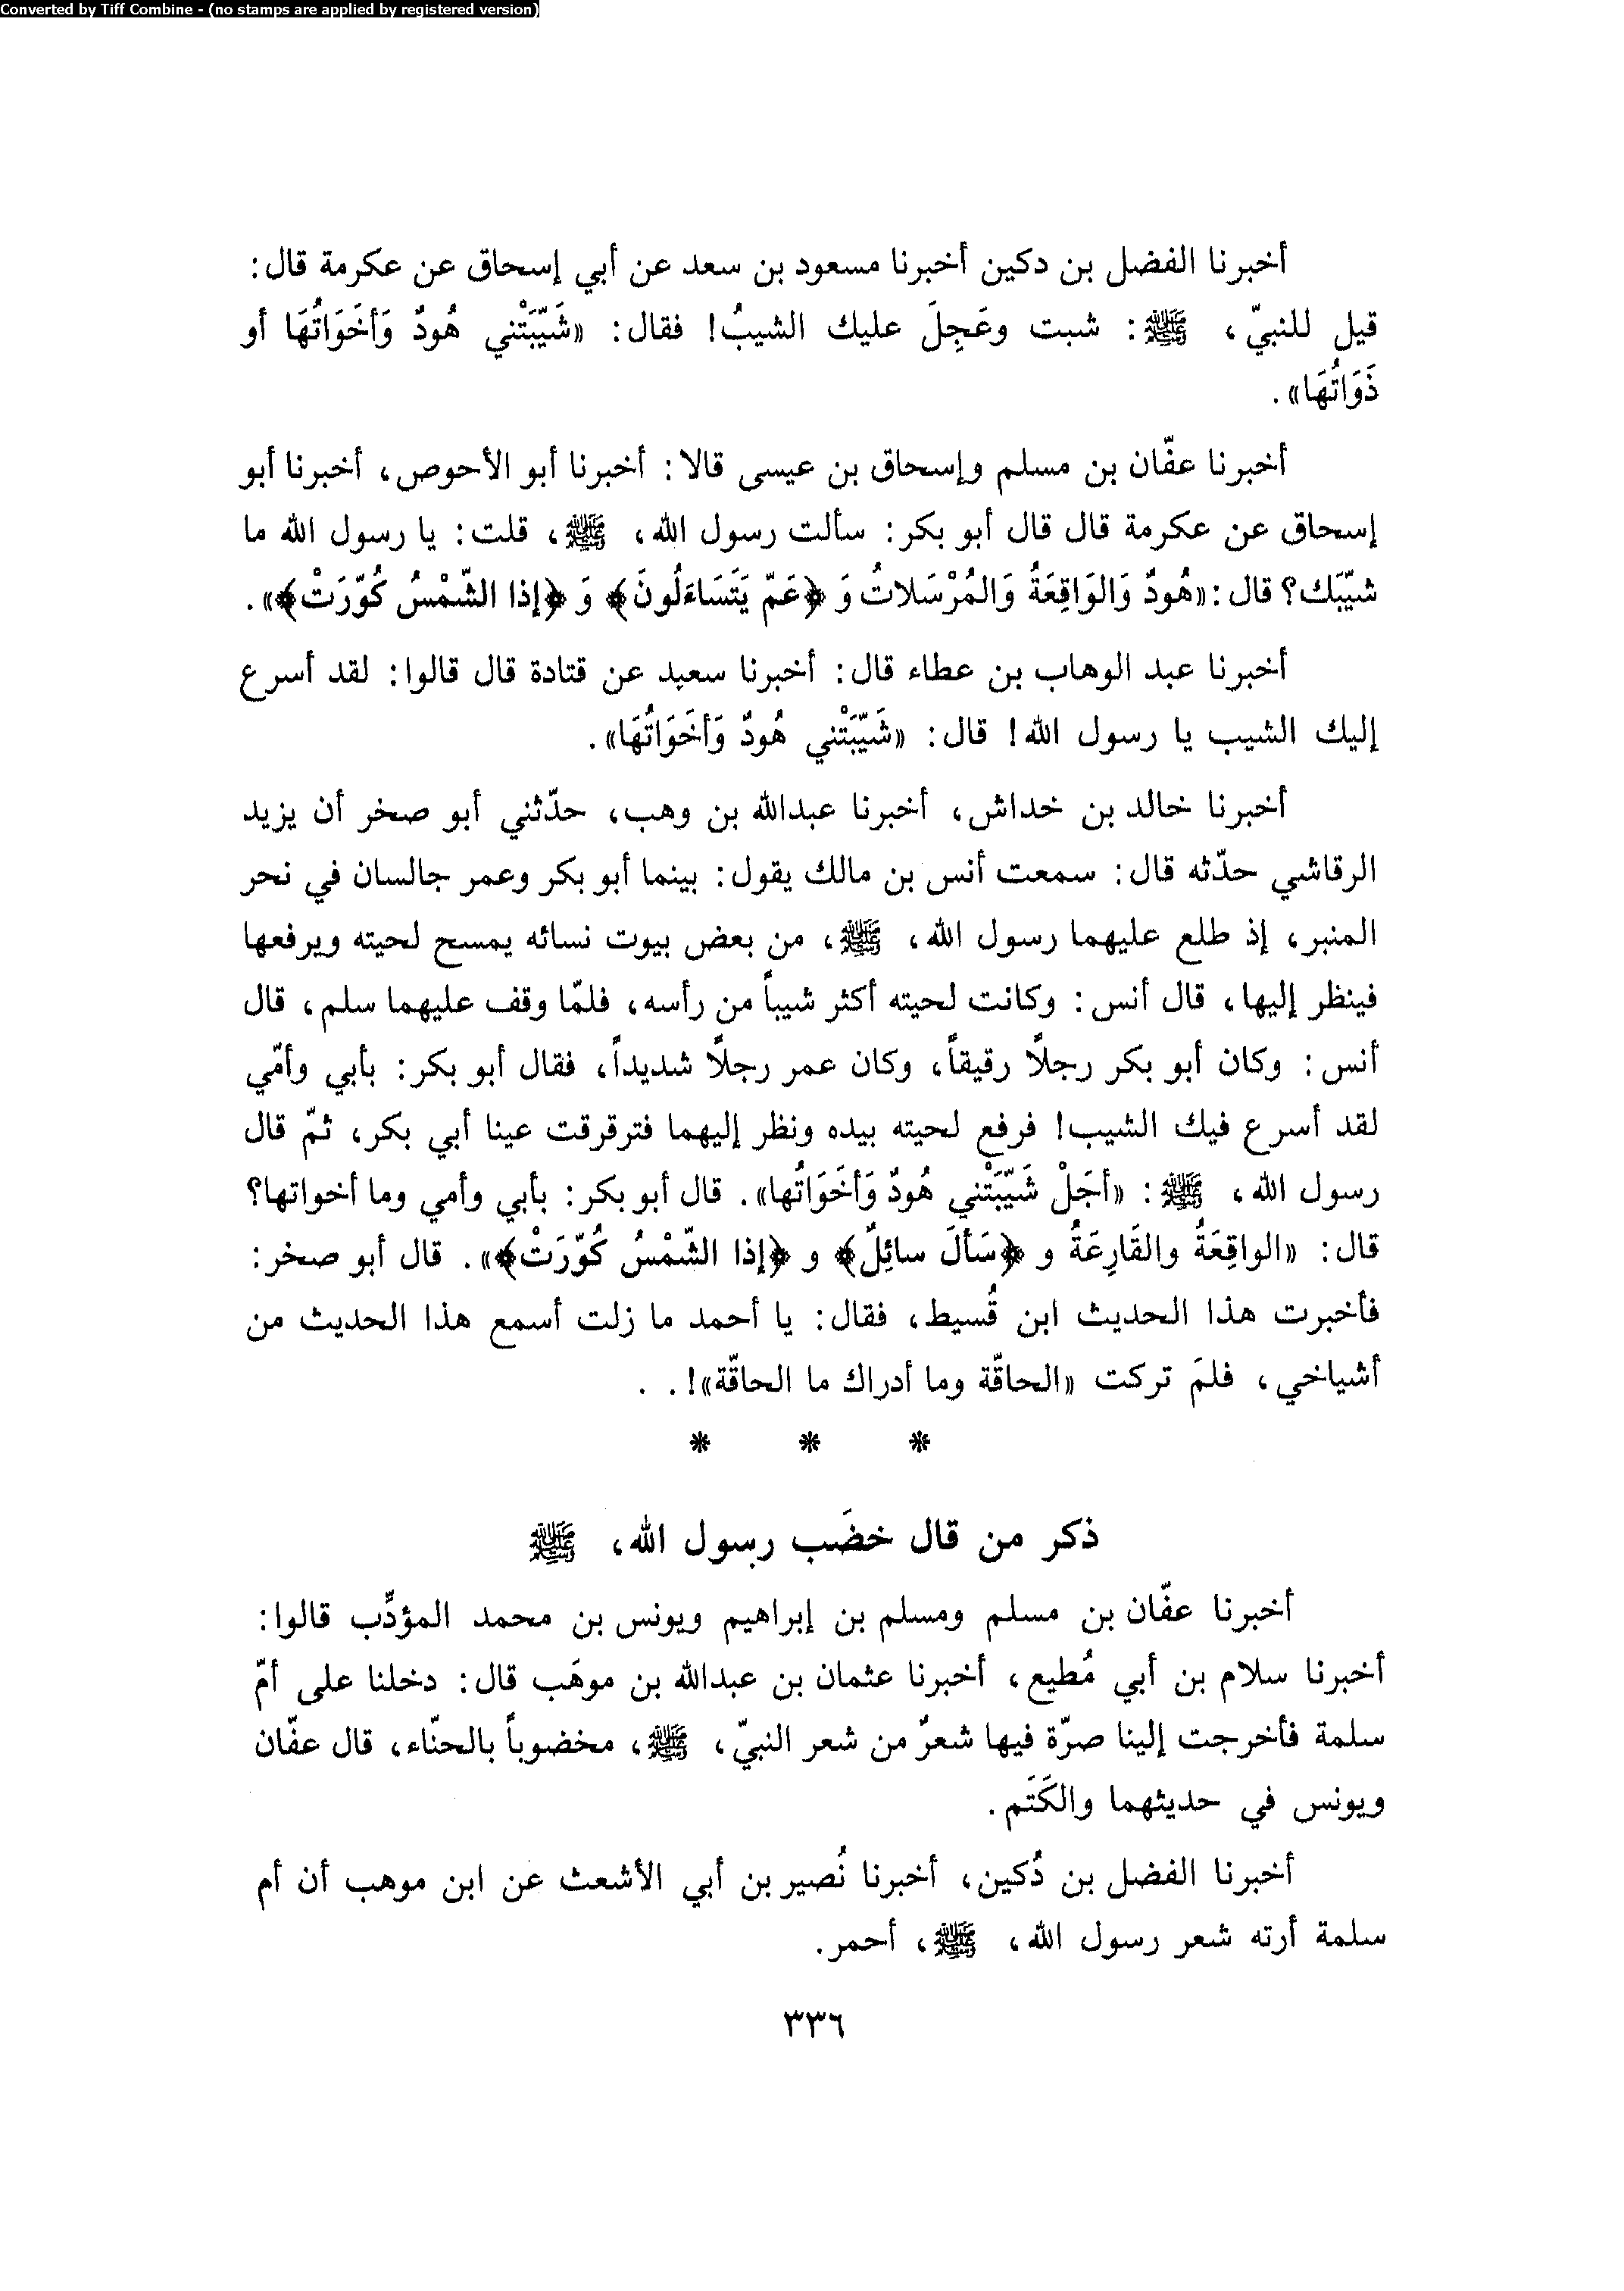 Converted by Tiff Combine - (no stamps are applied by registered version)
أخبرنا الفضل بن دكين أخبرنا مسعود بن سعد عن أبي إسحاق عن عكرمة قال:
قيل للنبيّ، ﷺ: شبت وعَجِلَ عليك الشيبُ! فقال: «شَيّبَتْني هُودٌ وَأخَوَاتُهَا أو
ذَوَاتُهَا».
أخبرنا عفّان بن مسلم وإسحاق بن عيسى قالا: أخبرنا أبو الأحوص، أخبرنا أبو
إسحاق عن عكرمة قال قال أبو بكر: سألت رسول الله، ﷺ، قلت: يا رسول الله ما
شيّبَك؟ قال: «هُودٌ وَالوَاقِعَةُ وَالمُرْسَلاتُ وَ ﴿عَمّ يَتَسَاءَلُونَ﴾ وَ ﴿إذا الشّمْسُ كُوّرَتْ﴾».
أخبرنا عبد الوهاب بن عطاء قال: أخبرنا سعيد عن قتادة قال قالوا: لقد أسرع
إليك الشيب يا رسول الله! قال: «شَيّبَتْني هُودٌ وَأخَوَاتُهَا».
أخبرنا خالد بن خداش، أخبرنا عبدالله بن وهب، حدّثني أبو صخر أن يزيد
الرقاشي حدّثه قال: سمعت أنس بن مالك يقول: بينما أبو بكر وعمر جالسان في نحر
المنبر، إذ طلع عليهما رسول الله، ﷺ، من بعض بيوت نسائه يمسح لحيته ويرفعها
فينظر إليها، قال أنس: وكانت لحيته أكثر شيباً من رأسه، فلمّا وقف عليهما سلم، قال
أنس: وكان أبو بكر رجلاً رقيقاً، وكان عمر رجلاً شديداً، فقال أبو بكر: بأبي وأمّي
لقد أسرع فيك الشيب! فرفع لحيته بيده ونظر إليهما فترقرقت عينا أبي بكر، ثمّ قال
رسول الله، ﷺ: «أجَلْ شَيّبَتْني هُودٌ وَأخَوَاتُها». قال أبو بكر: بأبي وأمي وما أخواتها؟
قال: «الواقِعَةُ والقَارِعَةُ و ﴿سَألَ سائِلٌ﴾ و ﴿إذا الشّمْسُ كُوّرَتْ﴾». قال أبو صخر:
فأخبرت هذا الحديث ابن قُسيط، فقال: يا أحمد ما زلت أسمع هذا الحديث من
أشياخي، فلمَ تركت «الحاقّة وما أدراك ما الحاقّة»!. .
* * *
ذكر من قال خضَب رسول الله، ﷺ
أخبرنا عفّان بن مسلم ومسلم بن إبراهيم ويونس بن محمد المؤدِّب قالوا:
أخبرنا سلام بن أبي مُطيع، أخبرنا عثمان بن عبدالله بن موهَب قال: دخلنا على أمّ
سلمة فأخرجت إلينا صرّة فيها شعرٌ من شعر النبيّ، ﷺ، مخضوباً بالحنّاء، قال عفّان
ويونس في حديثهما والكَتَم.
أخبرنا الفضل بن دُكين، أخبرنا نُصير بن أبي الأشعث عن ابن موهب أن أم
سلمة أرته شعر رسول الله، ﷺ، أحمر.
٣٣٦